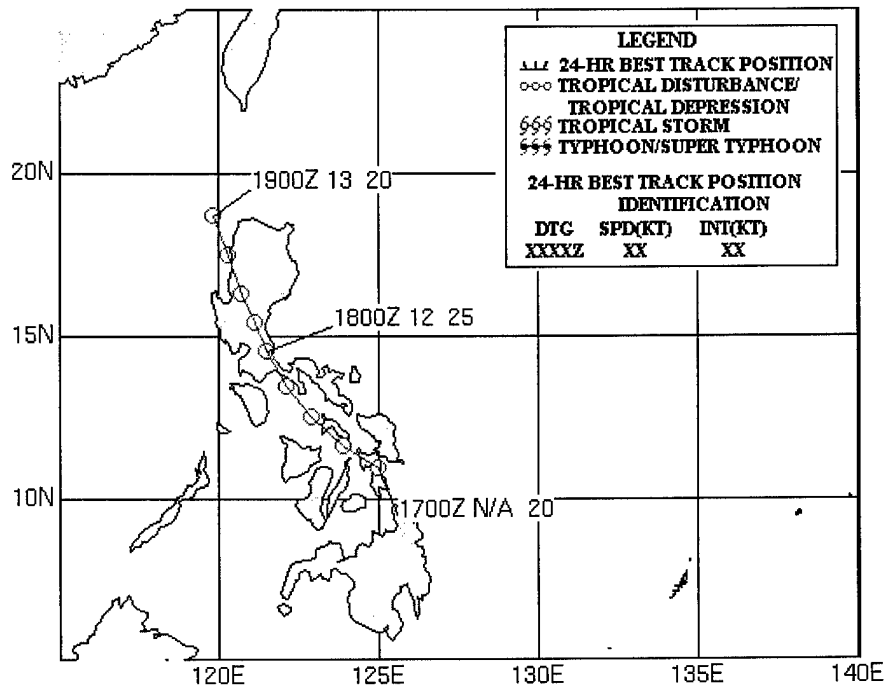 LEGEND
24-HR BEST TRACK POSITION
TROPICAL DISTURBANCE/
TROPICAL DEPRESSION
TROPICAL STORM
TYPHOON/SUPER TYPHOON
24-HR BEST TRACK POSITION
IDENTIFICATION
DTG SPD(KT) INT(KT)
XXXXZ XX XX
20N
1900Z 13 20
1800Z 12 25
15N
10N
1700Z N/A 20
120E 125E 130E 135E 140E